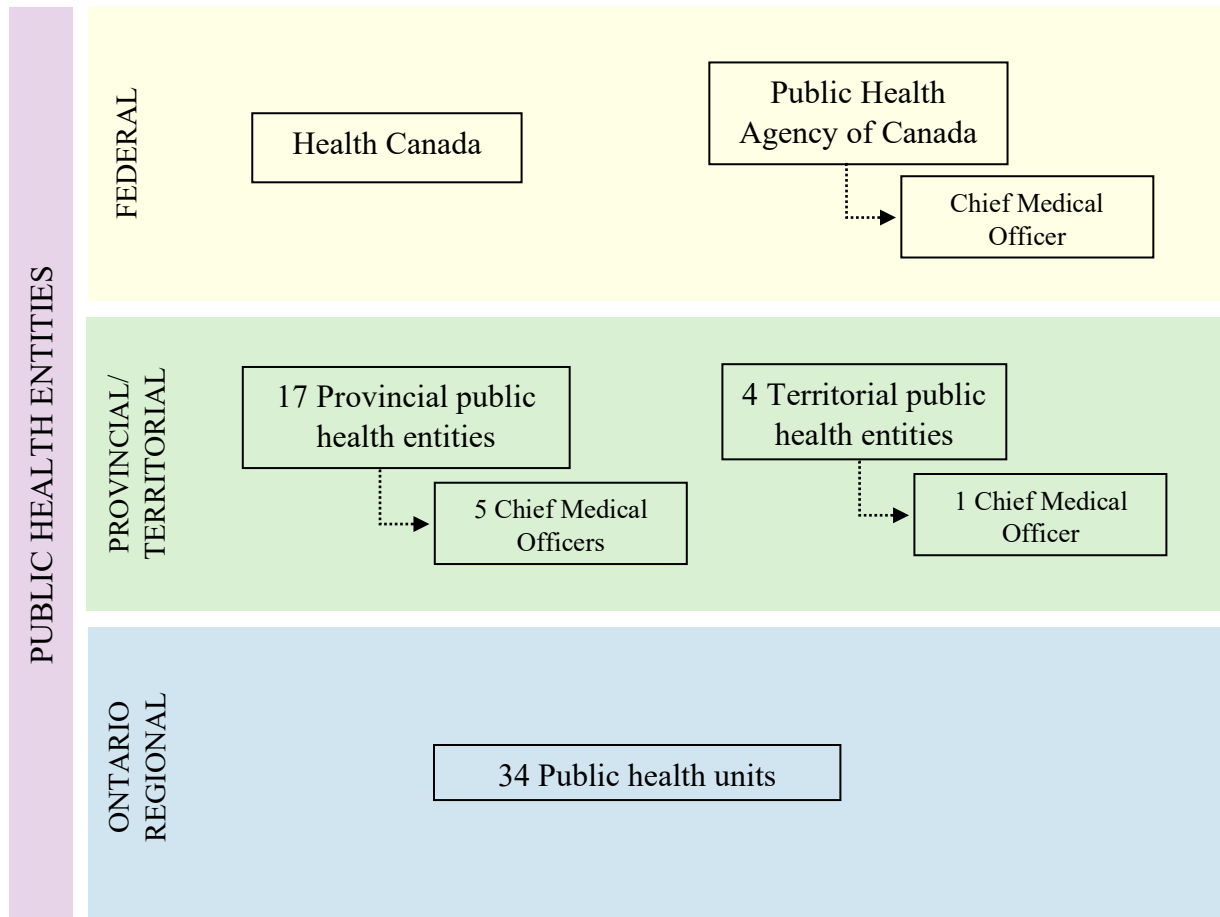 PUBLIC HEALTH ENTITIES
FEDERAL
Health Canada
Public Health
Agency of Canada
Chief Medical
Officer
PROVINCIAL/
TERRITORIAL
17 Provincial public
health entities
5 Chief Medical
Officers
4 Territorial public
health entities
1 Chief Medical
Officer
ONTARIO
REGIONAL
34 Public health units